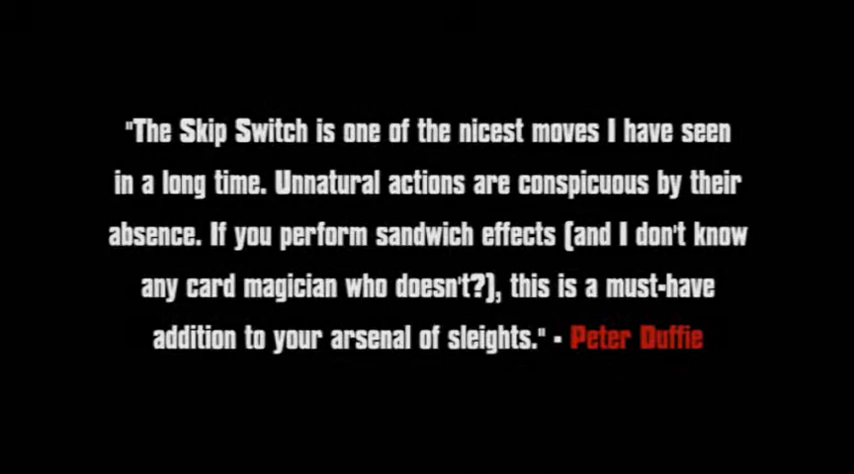 "The Skip Switch is one of the nicest moves I have seen
in a long time. Unnatural actions are conspicuous by their
absence. If you perform sandwich effects (and I don't know
any card magician who doesn't?), this is a must-have
addition to your arsenal of sleights." - Peter Duffie